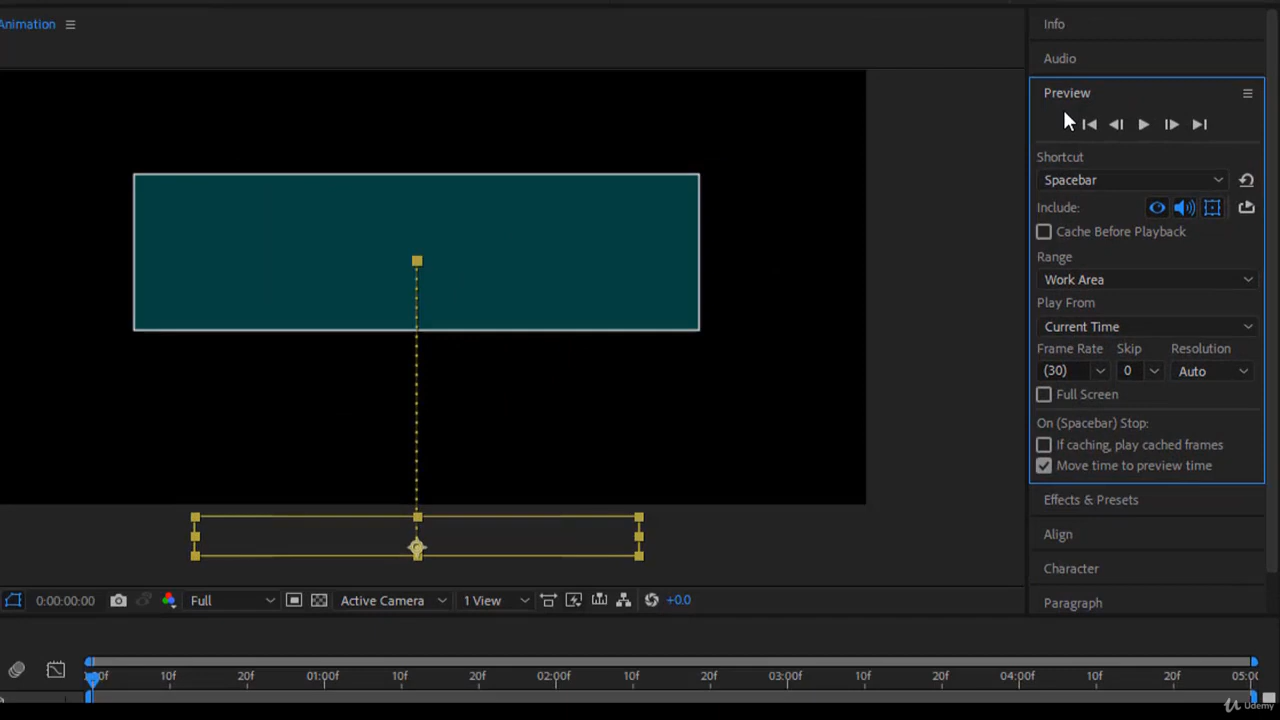 Animation
Info
Audio
Preview
Shortcut
Spacebar
Include:
Cache Before Playback
Range
Work Area
Play From
Current Time
Frame Rate Skip Resolution
(30) 0 Auto
Full Screen
On (Spacebar) Stop:
If caching, play cached frames
Move time to preview time
Effects & Presets
Align
Character
Paragraph
0:00:00:00 Full Active Camera 1 View +0.0
:00f 10f 20f 01:00f 10f 20f 02:00f 10f 20f 03:00f 10f 20f 04:00f 10f 20f 05:00
Udemy